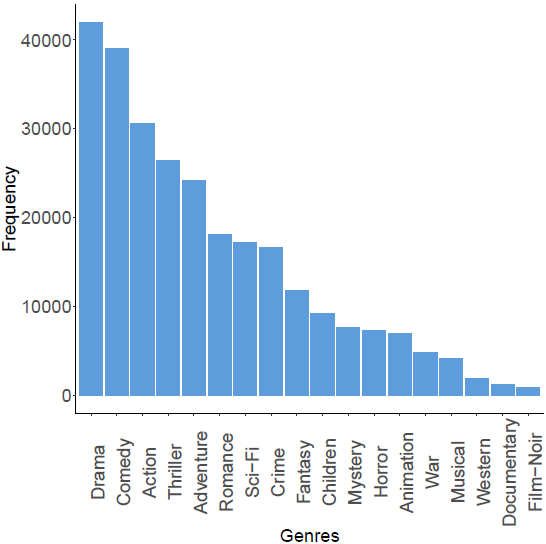 Frequency
40000
30000
20000
10000
0
Drama
Comedy
Action
Thriller
Adventure
Romance
Sci-Fi
Crime
Fantasy
Children
Mystery
Horror
Animation
War
Musical
Western
Documentary
Film-Noir
Genres